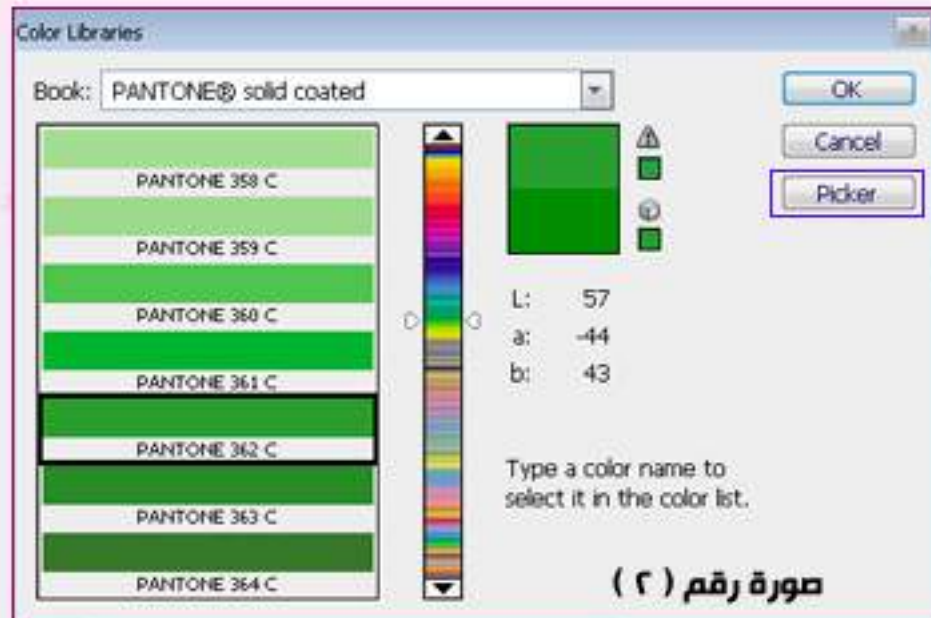 Color Libraries
Book: PANTONE® solid coated
OK
Cancel
Picker
PANTONE 358 C
PANTONE 359 C
PANTONE 360 C
PANTONE 361 C
PANTONE 362 C
PANTONE 363 C
PANTONE 364 C
L: 57
a: -44
b: 43
Type a color name to
select it in the color list.
صورة رقم ( ٢ )